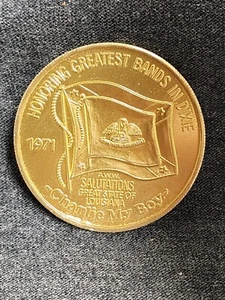 HONORING GREATEST BANDS IN DIXIE
1971
A.W.W.
SALUTATIONS
GREAT STATE OF
LOUISIANA
"Charlie My Boy"